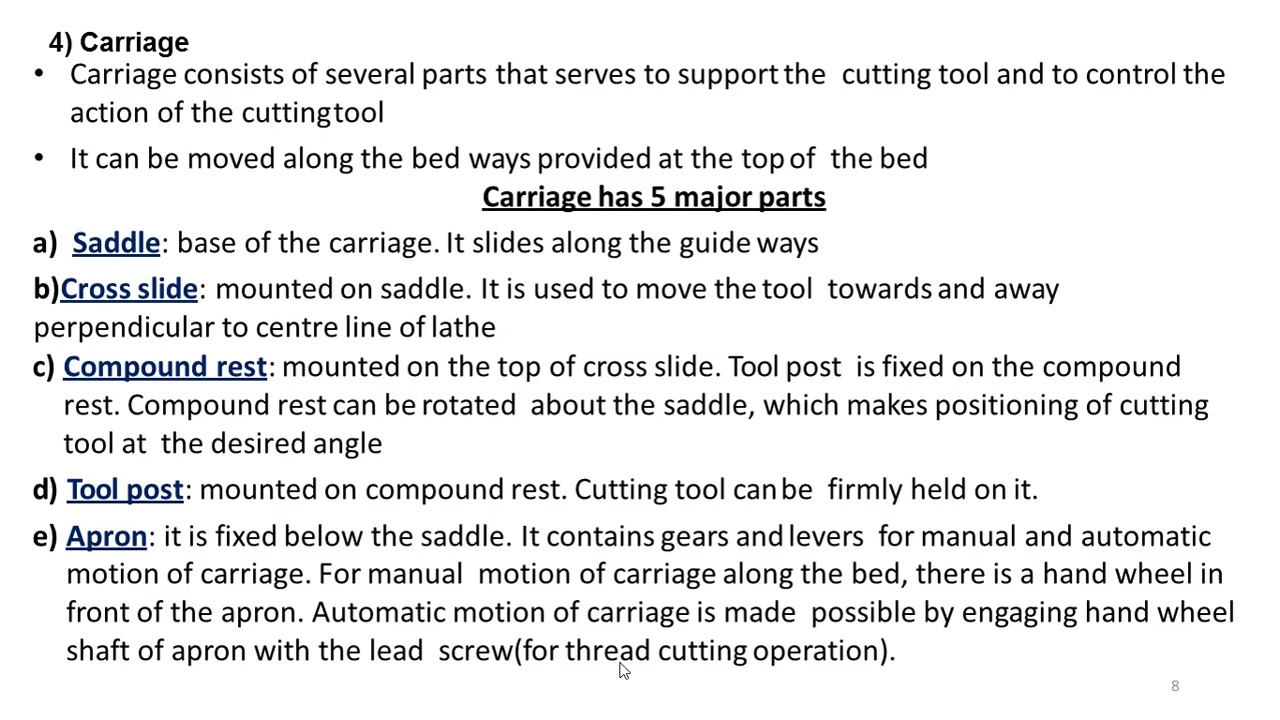 4) Carriage
• Carriage consists of several parts that serves to support the cutting tool and to control the
action of the cuttingtool
• It can be moved along the bed ways provided at the top of the bed
Carriage has 5 major parts
a) Saddle: base of the carriage. It slides along the guide ways
b)Cross slide: mounted on saddle. It is used to move the tool towards and away
perpendicular to centre line of lathe
c) Compound rest: mounted on the top of cross slide. Tool post is fixed on the compound
rest. Compound rest can be rotated about the saddle, which makes positioning of cutting
tool at the desired angle
d) Tool post: mounted on compound rest. Cutting tool can be firmly held on it.
e) Apron: it is fixed below the saddle. It contains gears and levers for manual and automatic
motion of carriage. For manual motion of carriage along the bed, there is a hand wheel in
front of the apron. Automatic motion of carriage is made possible by engaging hand wheel
shaft of apron with the lead screw(for thread cutting operation).
8